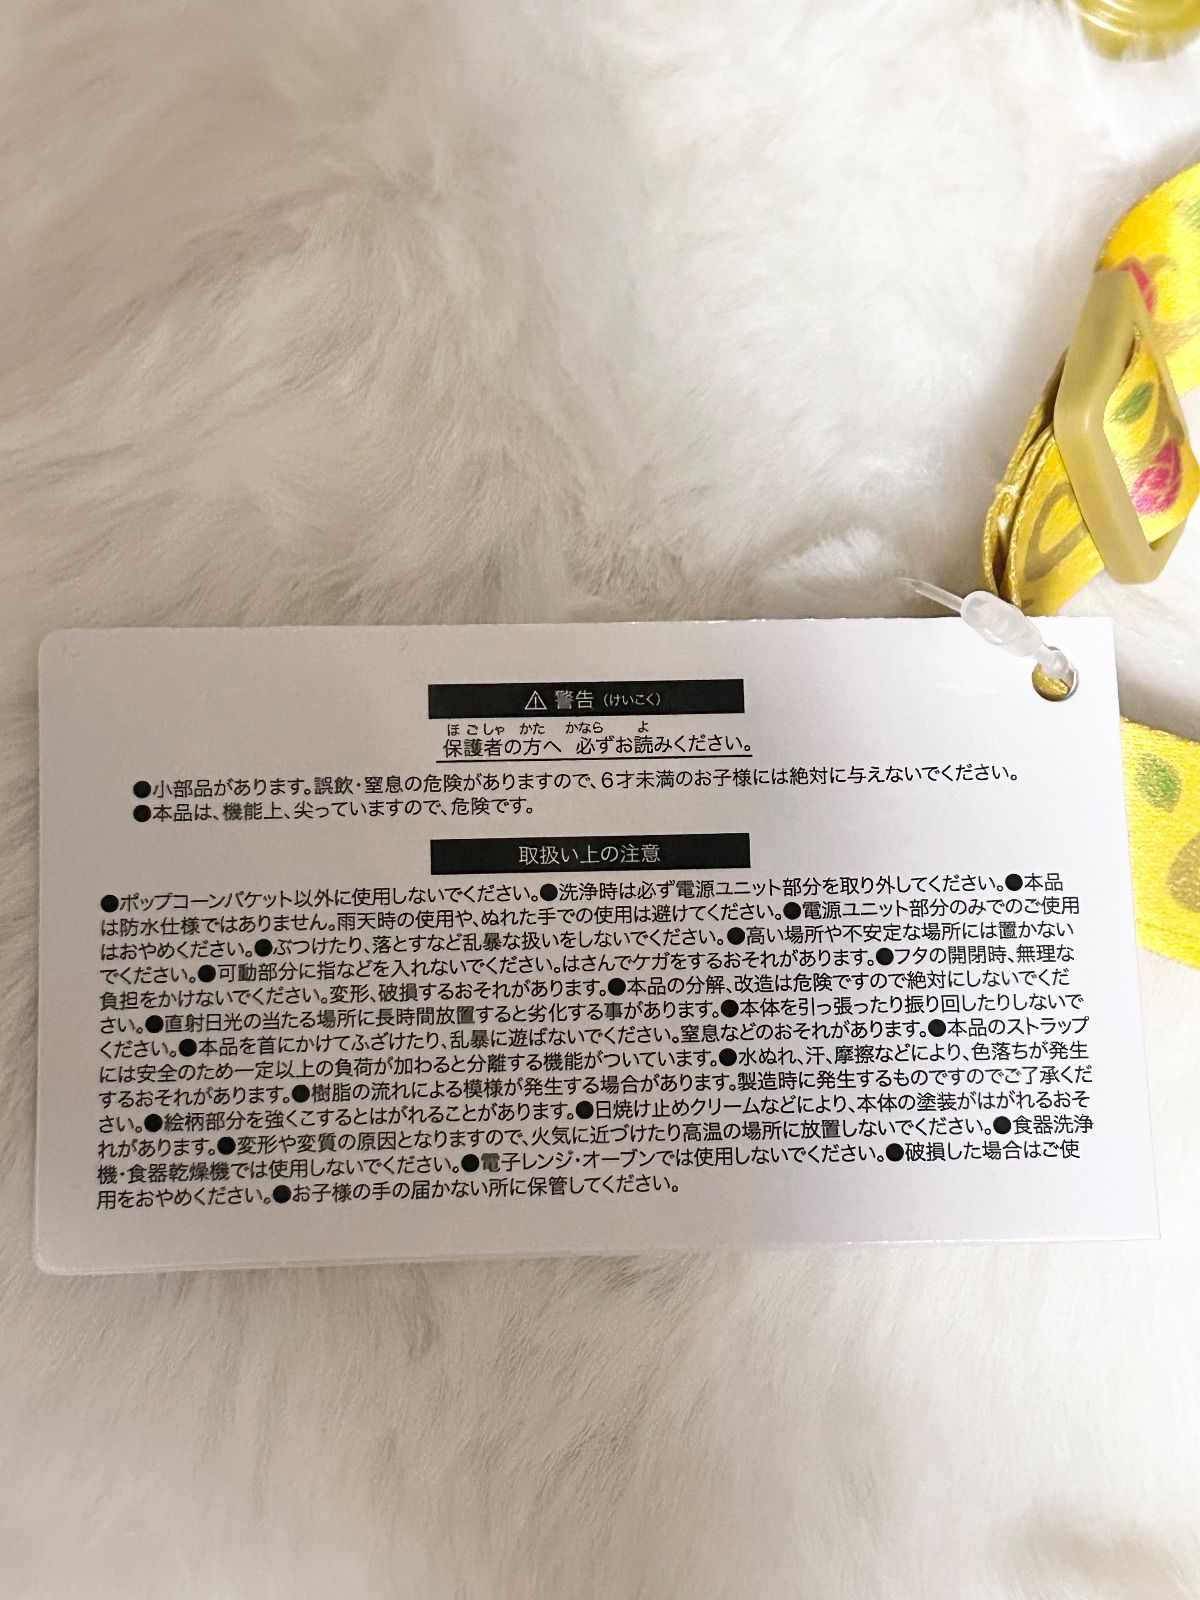 ⚠ 警告（けいこく）
ほごしゃ かた かなら よ
保護者の方へ 必ずお読みください。
●小部品があります。誤飲・窒息の危険がありますので、6才未満のお子様には絶対に与えないでください。
●本品は、機能上、尖っていますので、危険です。
取扱い上の注意
●ポップコーンバケット以外に使用しないでください。●洗浄時は必ず電源ユニット部分を取り外してください。●本品
は防水仕様ではありません。雨天時の使用や、ぬれた手での使用は避けてください。●電源ユニット部分のみでのご使用
はおやめください。●ぶつけたり、落とすなど乱暴な扱いをしないでください。●高い場所や不安定な場所には置かない
でください。●可動部分に指などを入れないでください。はさんでケガをするおそれがあります。●フタの開閉時、無理な
負担をかけないでください。変形、破損するおそれがあります。●本品の分解、改造は危険ですので絶対にしないでくだ
さい。●直射日光の当たる場所に長時間放置すると劣化する事があります。●本体を引っ張ったり振り回したりしないで
ください。●本品を首にかけてふざけたり、乱暴に遊ばないでください。窒息などのおそれがあります。●本品のストラップ
には安全のため一定以上の負荷が加わると分離する機能がついています。●水ぬれ、汗、摩擦などにより、色落ちが発生
するおそれがあります。●樹脂の流れによる模様が発生する場合があります。製造時に発生するものですのでご了承くだ
さい。●絵柄部分を強くこするとはがれることがあります。●日焼け止めクリームなどにより、本体の塗装がはがれるおそ
れがあります。●変形や変質の原因となりますので、火気に近づけたり高温の場所に放置しないでください。●食器洗浄
機・食器乾燥機では使用しないでください。●電子レンジ・オーブンでは使用しないでください。●破損した場合はご使
用をおやめください。●お子様の手の届かない所に保管してください。